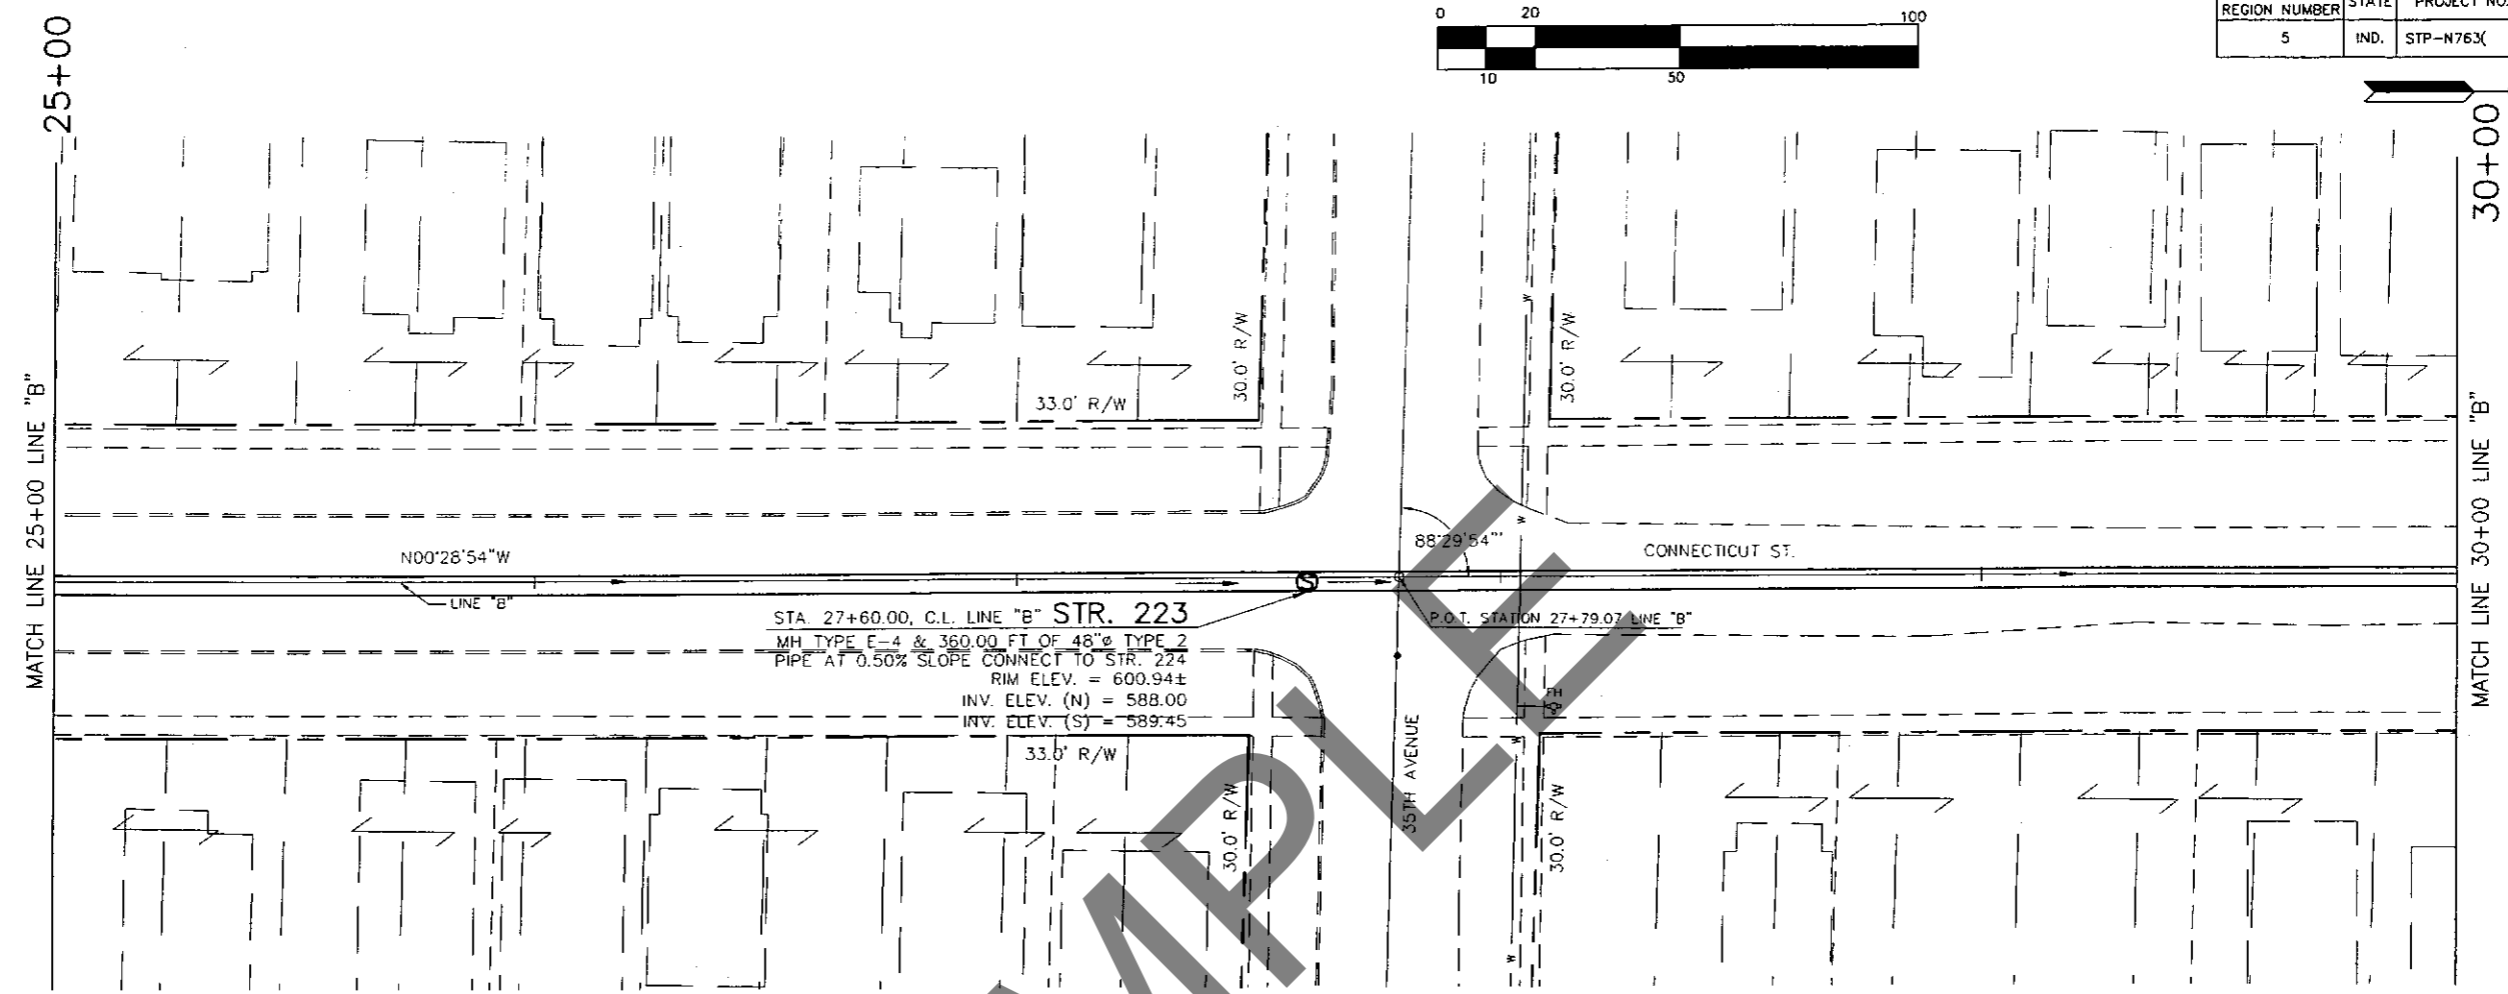 0 20 100
10 50
REGION NUMBER STATE PROJECT NO.
5 IND. STP-N763(
25+00
30+00
MATCH LINE 25+00 LINE "B"
MATCH LINE 30+00 LINE "B"
33.0' R/W
30.0' R/W
30.0' R/W
N00°28'54"W
LINE "B"
88°29'54"
CONNECTICUT ST.
S
STA. 27+60.00, C.L. LINE "B" STR. 223
MH TYPE E-4 & 360.00 FT OF 48"ø TYPE 2
PIPE AT 0.50% SLOPE CONNECT TO STR. 224
RIM ELEV. = 600.94±
INV. ELEV. (N) = 588.00
INV. ELEV. (S) = 589.45
P.O.T. STATION 27+79.07 LINE "B"
33.0' R/W
30.0' R/W
30.0' R/W
35TH AVENUE
FH
W
W
W
W
W
MPLE